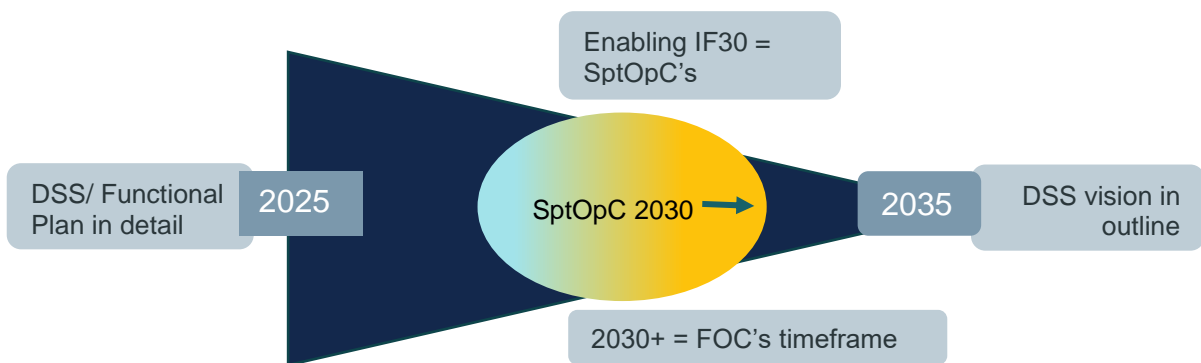 Enabling IF30 =
SptOpC's
DSS/ Functional
Plan in detail
2025
SptOpC 2030
2035
DSS vision in
outline
2030+ = FOC's timeframe